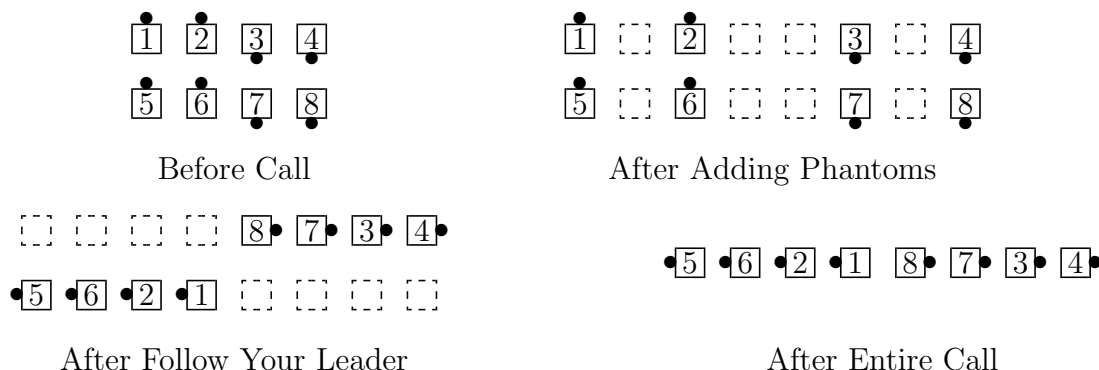 1 2 3 4 1 2 3 4
5 6 7 8 5 6 7 8
Before Call After Adding Phantoms
8 7 3 4
5 6 2 1 8 7 3 4
5 6 2 1
After Follow Your Leader After Entire Call